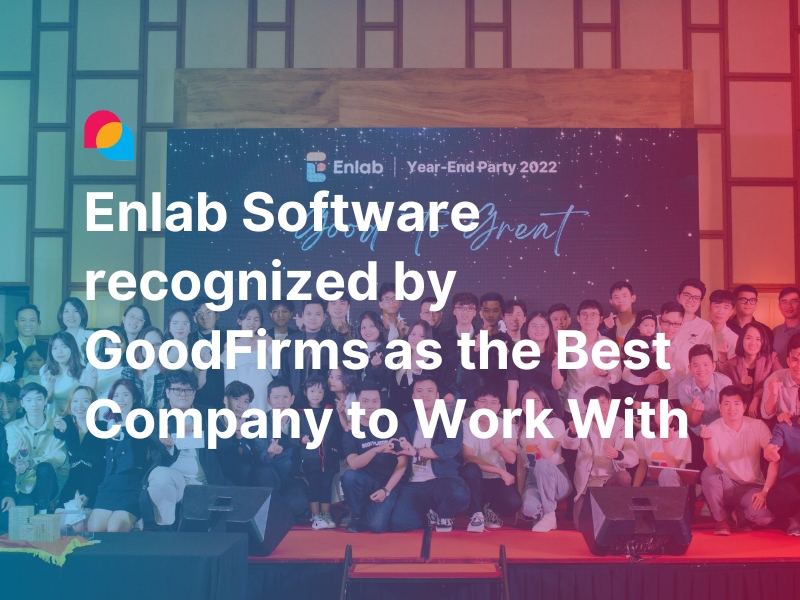 Enlab | Year-End Party 2022
Good to Great
Enlab Software
recognized by
GoodFirms as the Best
Company to Work With